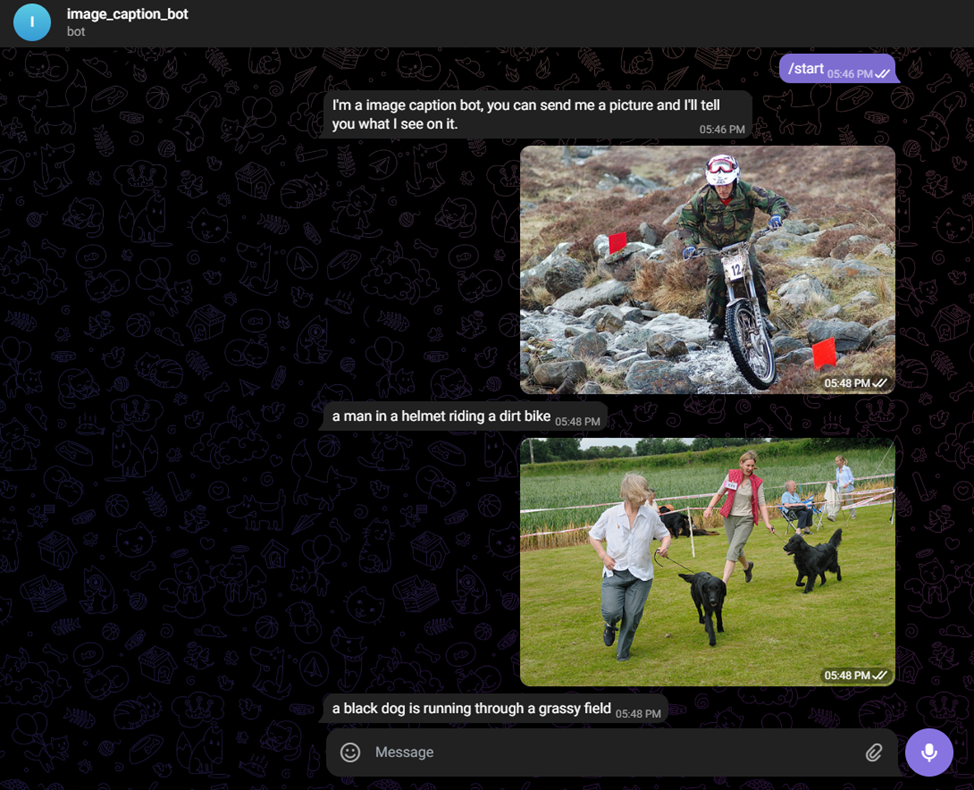 I
image_caption_bot
bot
/start 05:46 PM
I'm a image caption bot, you can send me a picture and I'll tell
you what I see on it.
05:46 PM
12
05:48 PM
a man in a helmet riding a dirt bike 05:48 PM
05:48 PM
a black dog is running through a grassy field 05:48 PM
Message